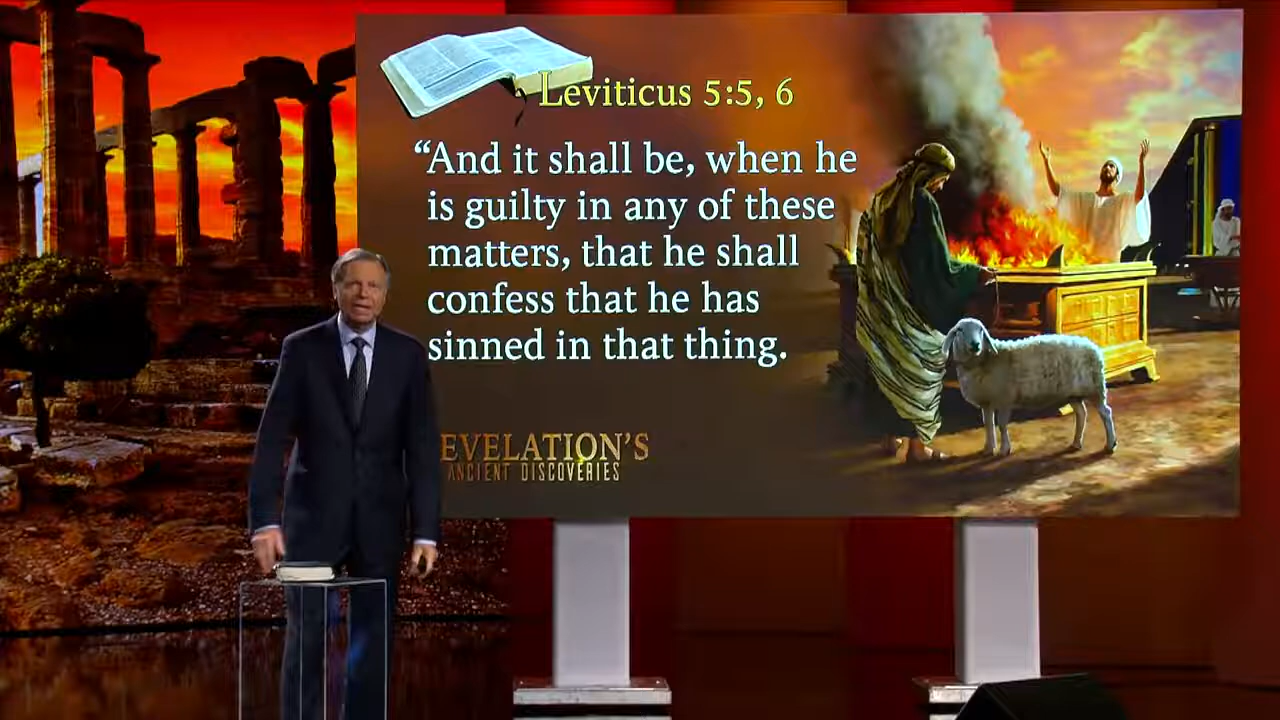 Leviticus 5:5, 6
“And it shall be, when he
is guilty in any of these
matters, that he shall
confess that he has
sinned in that thing.
EVELATION'S
ANCIENT DISCOVERIES